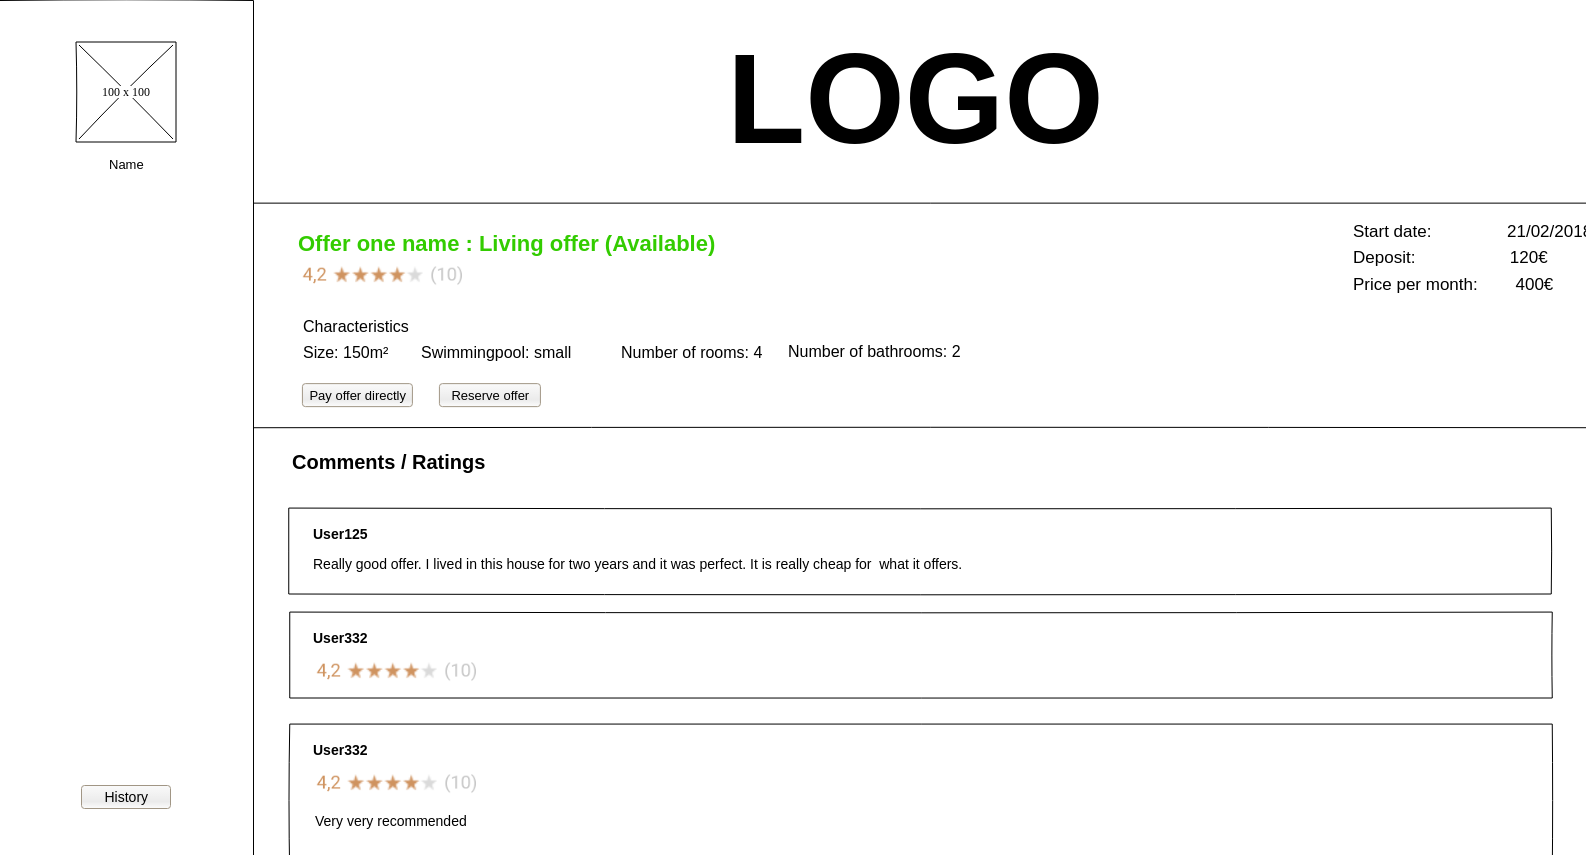 100 x 100
Name
History
LOGO
Offer one name : Living offer (Available)
4,2 ★★★★★ (10)
Start date: 21/02/2018
Deposit: 120€
Price per month: 400€
Characteristics
Size: 150m² Swimmingpool: small Number of rooms: 4 Number of bathrooms: 2
Pay offer directly Reserve offer
Comments / Ratings
User125
Really good offer. I lived in this house for two years and it was perfect. It is really cheap for  what it offers.
User332
4,2 ★★★★★ (10)
User332
4,2 ★★★★★ (10)
Very very recommended